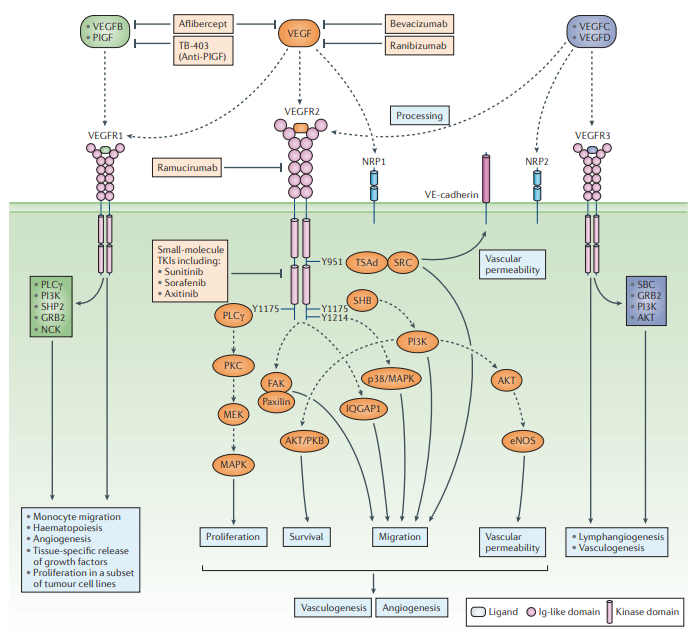 • VEGFB
• PlGF
Aflibercept
TB-403
(Anti-PlGF)
VEGF
Bevacizumab
Ranibizumab
• VEGFC
• VEGFD
Processing
VEGFR1
VEGFR2
VEGFR3
Ramucirumab
NRP1
NRP2
VE-cadherin
Small-molecule
TKIs including:
• Sunitinib
• Sorafenib
• Axitinib
Y951
TSAd
SRC
Vascular
permeability
• PLCγ
• PI3K
• SHP2
• GRB2
• NCK
• SBC
• GRB2
• PI3K
• AKT
Y1175
Y1175
Y1214
PLCγ
SHB
PI3K
PKC
FAK
Paxilin
p38/MAPK
AKT
IQGAP1
MEK
AKT/PKB
eNOS
MAPK
• Monocyte migration
• Haematopoiesis
• Angiogenesis
• Tissue-specific release
of growth factors
• Proliferation in a subset
of tumour cell lines
Proliferation
Survival
Migration
Vascular
permeability
• Lymphangiogenesis
• Vasculogenesis
Vasculogenesis
Angiogenesis
Ligand
Ig-like domain
Kinase domain